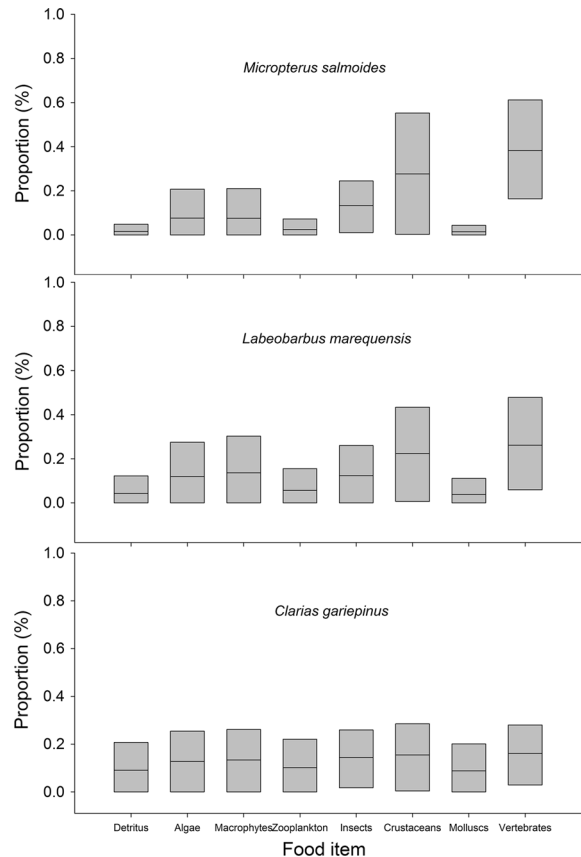 1.0
Micropterus salmoides
0.8
0.6
0.4
0.2
0.0
Proportion (%)
1.0
Labeobarbus marequensis
0.8
0.6
0.4
0.2
0.0
Proportion (%)
1.0
Clarias gariepinus
0.8
0.6
0.4
0.2
0.0
Proportion (%)
Detritus Algae Macrophytes Zooplankton Insects Crustaceans Molluscs Vertebrates
Food item